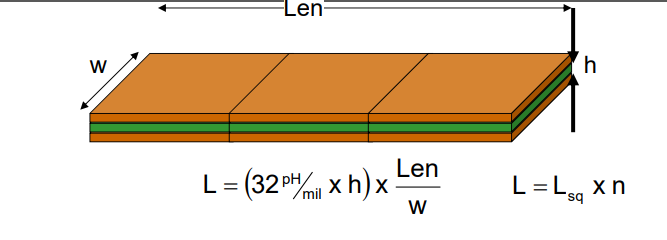 Len
w
h
L = (32 pH/mil x h) x Len/w
L = Lsq x n